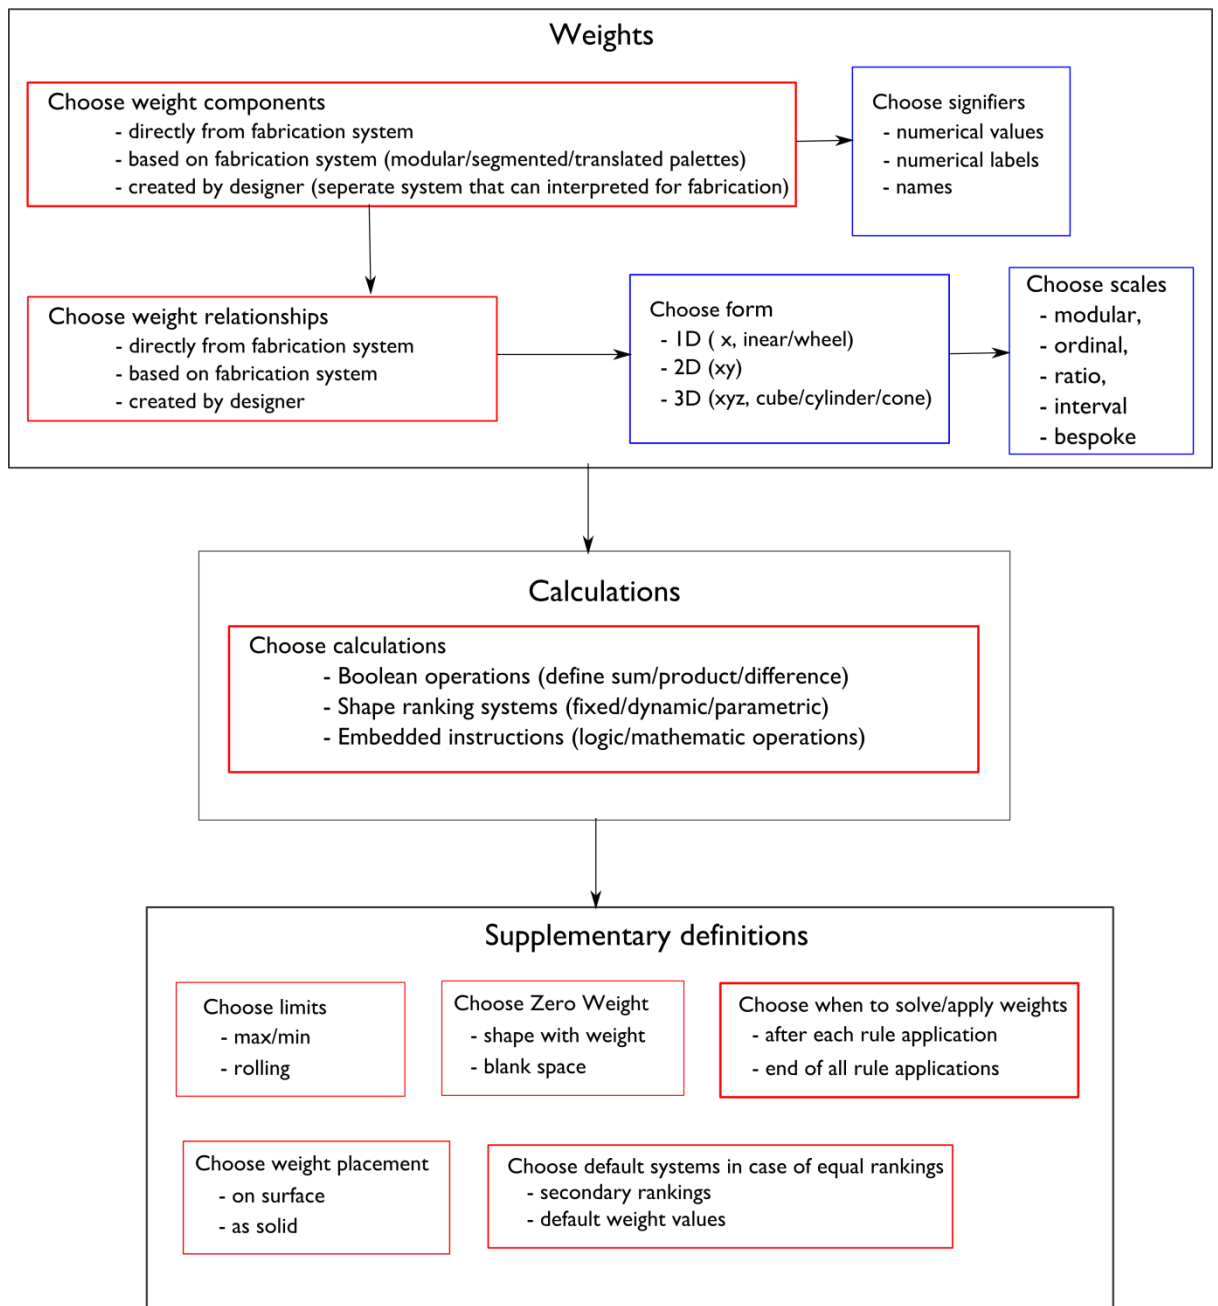 Weights
Choose weight components
- directly from fabrication system
- based on fabrication system (modular/segmented/translated palettes)
- created by designer (seperate system that can interpreted for fabrication)
Choose signifiers
- numerical values
- numerical labels
- names
Choose weight relationships
- directly from fabrication system
- based on fabrication system
- created by designer
Choose form
- 1D ( x, inear/wheel)
- 2D (xy)
- 3D (xyz, cube/cylinder/cone)
Choose scales
- modular,
- ordinal,
- ratio,
- interval
- bespoke
Calculations
Choose calculations
- Boolean operations (define sum/product/difference)
- Shape ranking systems (fixed/dynamic/parametric)
- Embedded instructions (logic/mathematic operations)
Supplementary definitions
Choose limits
- max/min
- rolling
Choose Zero Weight
- shape with weight
- blank space
Choose when to solve/apply weights
- after each rule application
- end of all rule applications
Choose weight placement
- on surface
- as solid
Choose default systems in case of equal rankings
- secondary rankings
- default weight values